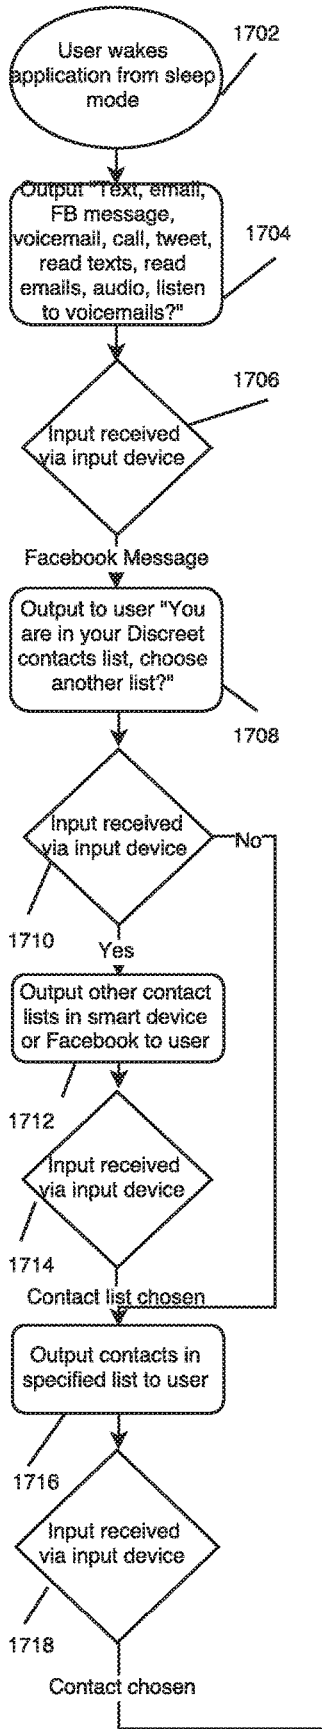 User wakes
application from sleep
mode
1702
Output "Text, email,
FB message,
voicemail, call, tweet,
read texts, read
emails, audio, listen
to voicemails?"
1704
1706
Input received
via input device
Facebook Message
Output to user "You
are in your Discreet
contacts list, choose
another list?"
1708
Input received
via input device
No
1710
Yes
Output other contact
lists in smart device
or Facebook to user
1712
Input received
via input device
1714
Contact list chosen
Output contacts in
specified list to user
1716
Input received
via input device
1718
Contact chosen